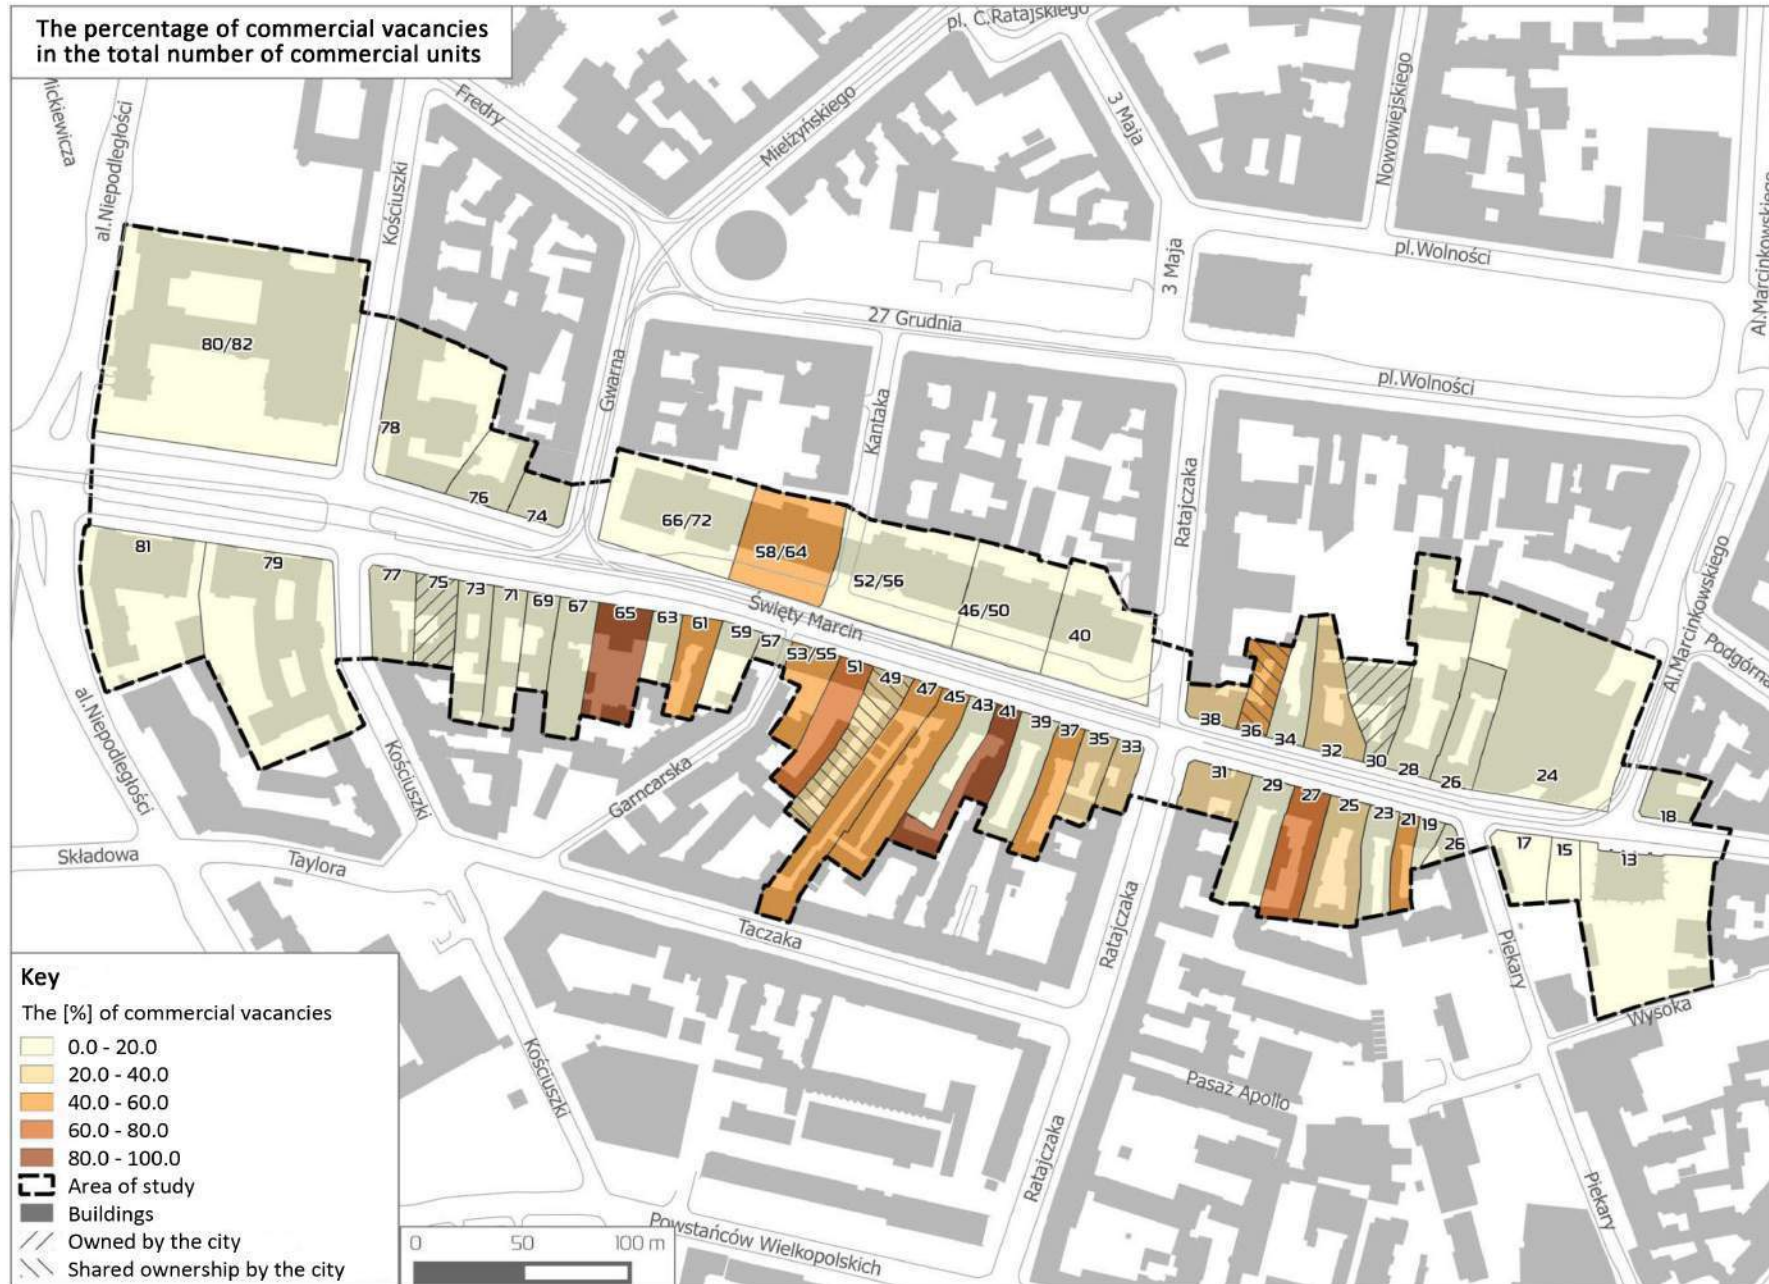 The percentage of commercial vacancies
in the total number of commercial units
pl. C.Ratajskiego
Mickiewicza
al.Niepodległości
Fredry
Kościuszki
Mielżyńskiego
3 Maja
Nowowiejskiego
Al.Marcinkowskiego
pl.Wolności
3 Maja
27 Grudnia
pl.Wolności
Gwarna
Kantaka
Ratajczaka
Al.Marcinkowskiego
Podgórna
80/82
78
76
74
66/72
58/64
52/56
46/50
40
Święty Marcin
38
36
34
32
30
28
26
24
18
81
79
77
75
73
71
69
67
65
63
61
59
57
53/55
51
49
47
45
43
41
39
37
35
33
31
29
27
25
23
21
19
26
17
15
13
al.Niepodległości
Kościuszki
Garncarska
Składowa
Taylora
Taczaka
Ratajczaka
Piekary
Wysoka
Kościuszki
Pasaż Apollo
Ratajczaka
Piekary
Powstańców Wielkopolskich
Key
The [%] of commercial vacancies
0.0 - 20.0
20.0 - 40.0
40.0 - 60.0
60.0 - 80.0
80.0 - 100.0
Area of study
Buildings
Owned by the city
Shared ownership by the city
0 50 100 m